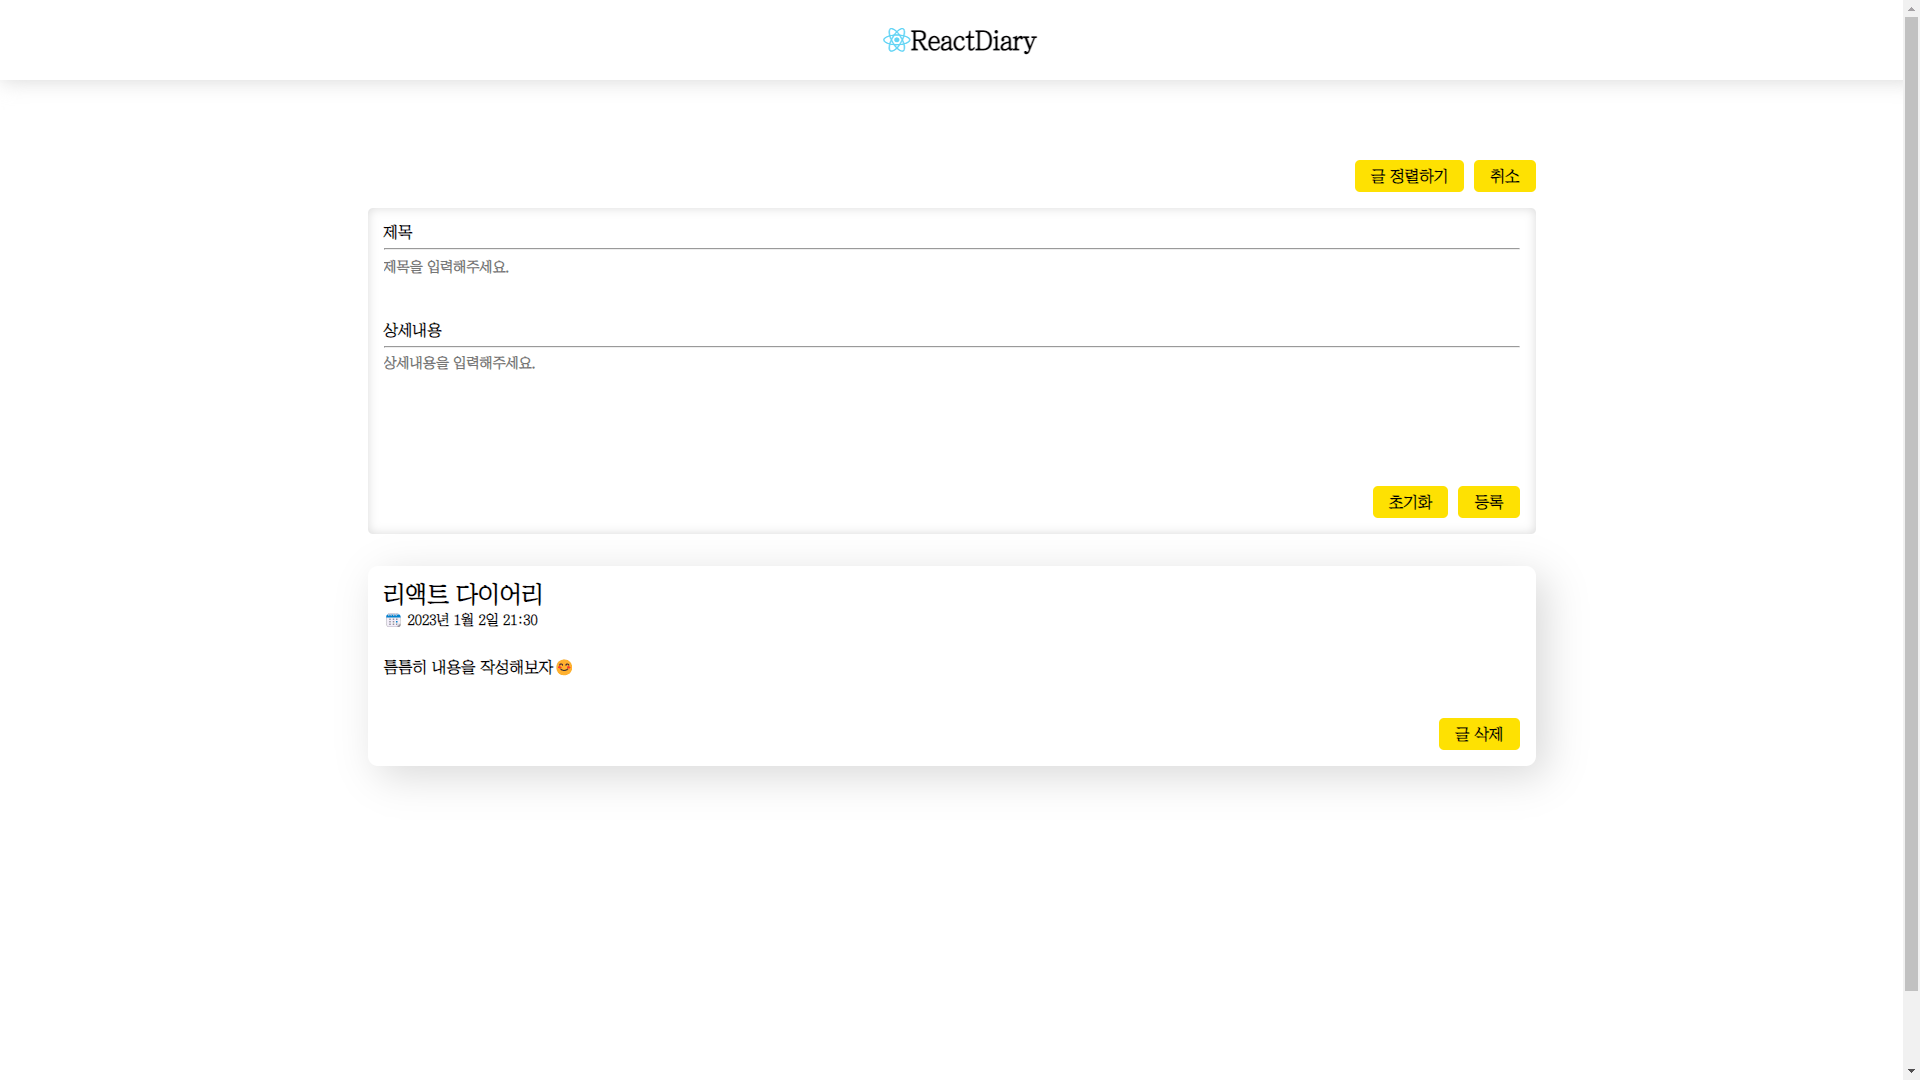 ReactDiary
글 정렬하기 취소
제목
제목을 입력해주세요.
상세내용
상세내용을 입력해주세요.
초기화 등록
리액트 다이어리
2023년 1월 2일 21:30
틈틈히 내용을 작성해보자😊
글 삭제